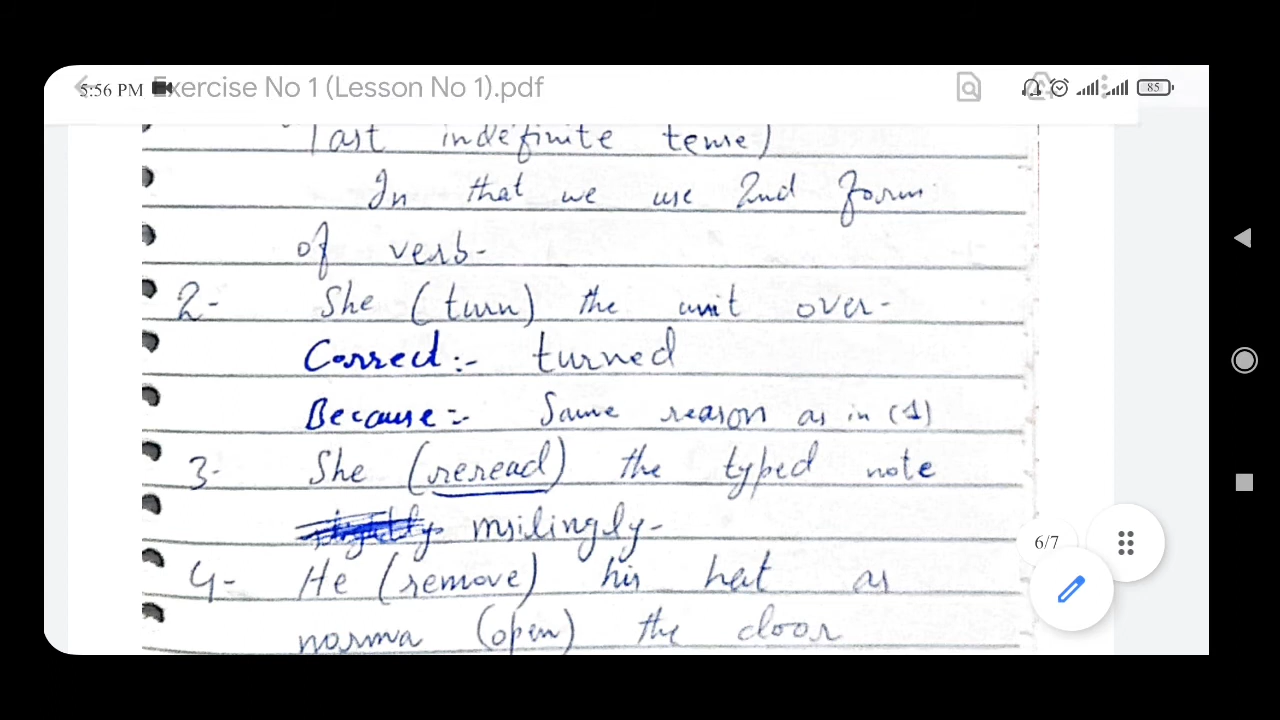 5:56 PM Exercise No 1 (Lesson No 1).pdf 85
Past indefinite tense)
In that we use 2nd form
of verb-
2- She (turn) the unit over-
Correct:- turned
Because:- Same reason as in (1)
3- She (reread) the typed note
msilingly-
6/7
4- He (remove) his hat as
norma (open) the door